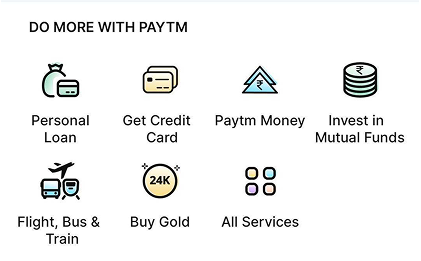 DO MORE WITH PAYTM
₹
₹
Personal
Loan
Get Credit
Card
Paytm Money
Invest in
Mutual Funds
24K
Flight, Bus &
Train
Buy Gold
All Services